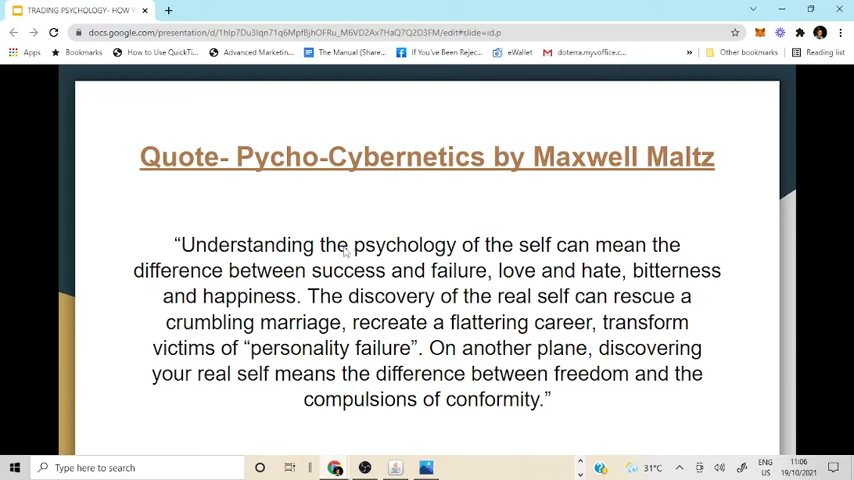 TRADING PSYCHOLOGY- HOW
docs.google.com/presentation/d/1hlp7Du3Iqn71q6MpfBjhOFRu_M6VD2Ax7HaQ7Q2D3FM/edit#slide=id.p
Apps Bookmarks How to Use QuickTi... Advanced Marketing... The Manual (Share... If You've Been Rejec... eWallet doterra.myvoffice.c... » Other bookmarks Reading list
Quote- Pycho-Cybernetics by Maxwell Maltz
“Understanding the psychology of the self can mean the
difference between success and failure, love and hate, bitterness
and happiness. The discovery of the real self can rescue a
crumbling marriage, recreate a flattering career, transform
victims of “personality failure”. On another plane, discovering
your real self means the difference between freedom and the
compulsions of conformity.”
Type here to search
31°C
ENG
US
11:06
19/10/2021